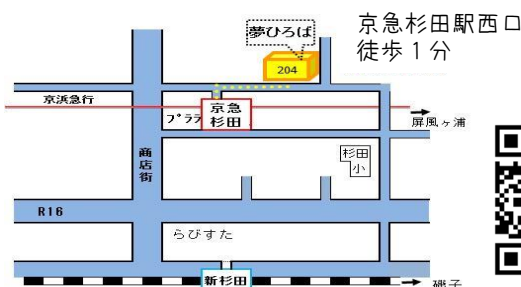 京急杉田駅西口
徒歩1分
夢ひろば
204
京浜急行
プララ
京急
杉田
屏風ヶ浦
商店街
杉田
小
R16
らびすた
新杉田
磯子